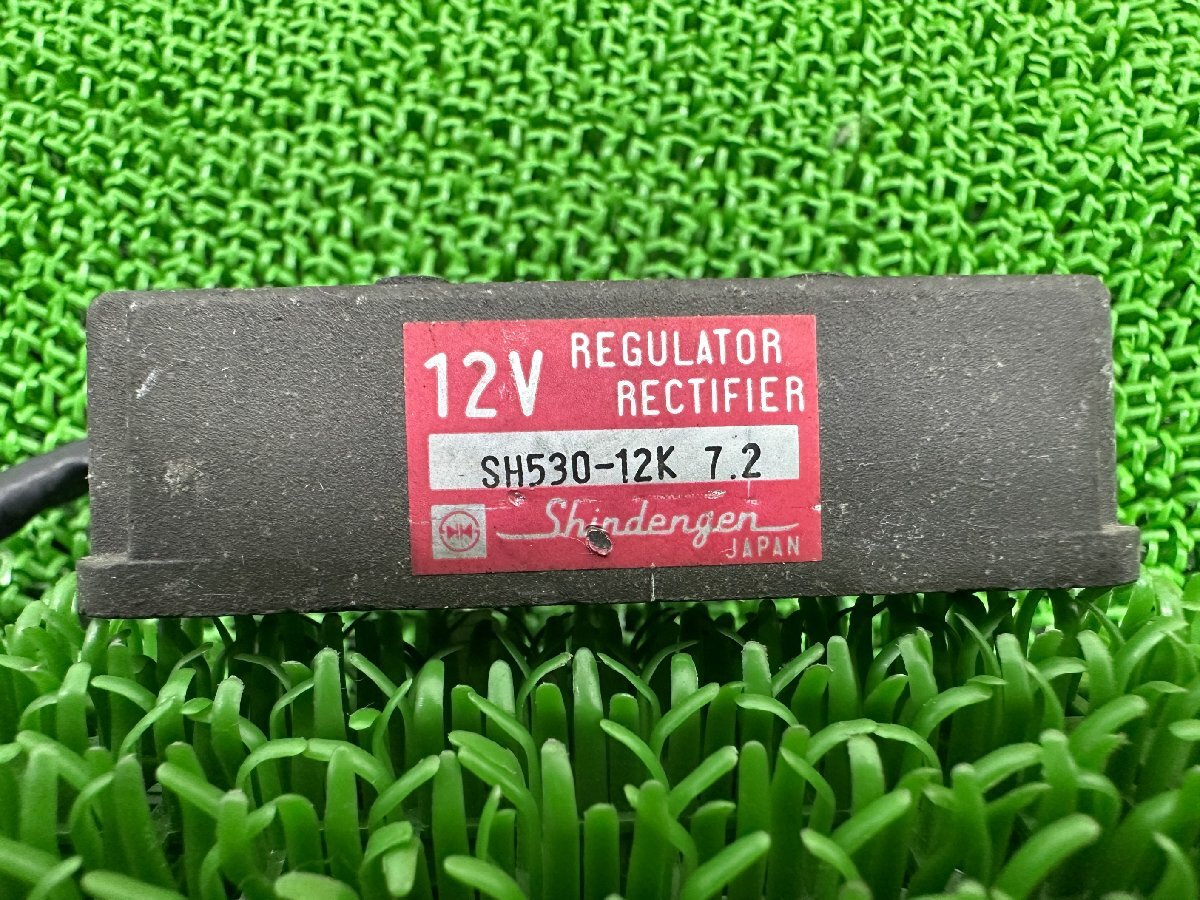 12V REGULATOR
RECTIFIER
SH530-12K 7.2
Shindengen
JAPAN